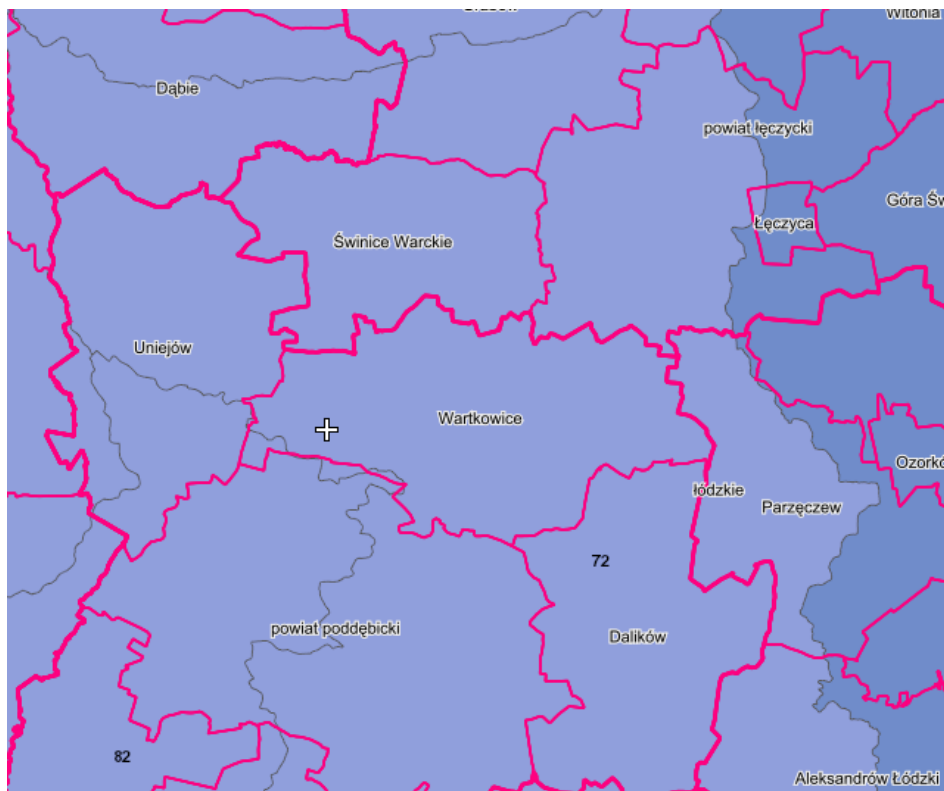 Witonia
Dąbie
powiat łęczycki
Góra Św
Łęczyca
Świnice Warckie
Uniejów
Wartkowice
Ozorkó
łódzkie
Parzęczew
72
powiat poddębicki
Dalików
82
Aleksandrów Łódzki